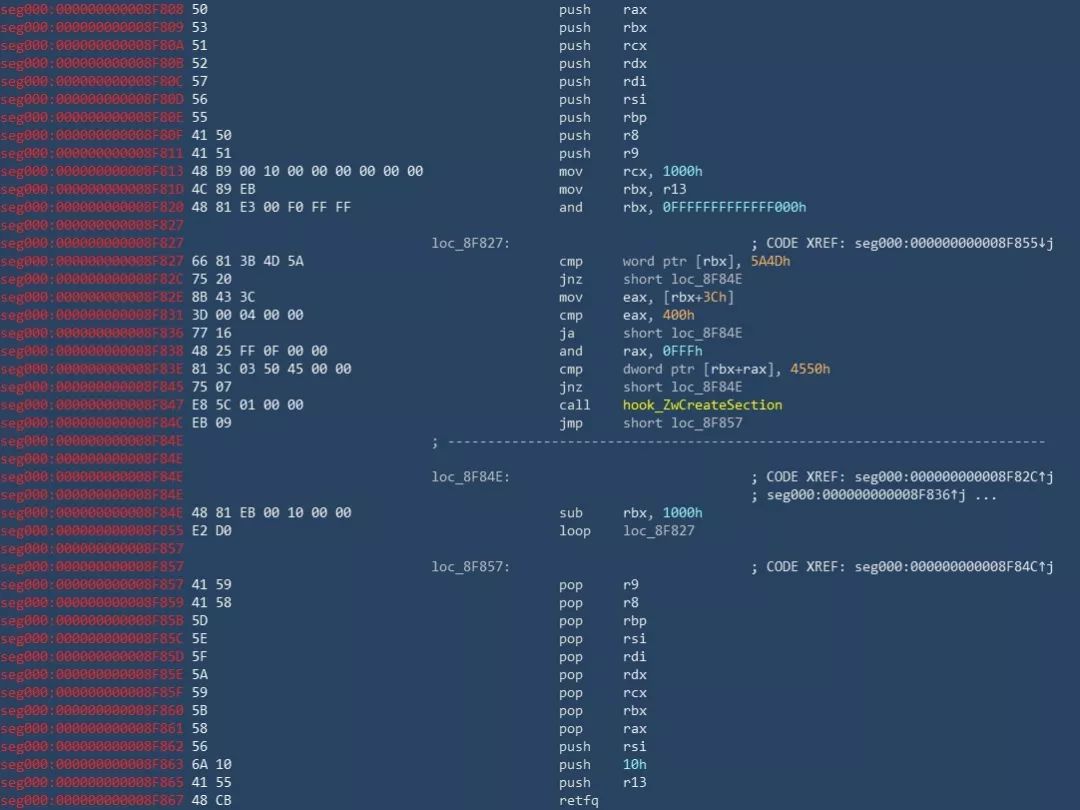 seg000:000000000008F808 50 push rax
seg000:000000000008F809 53 push rbx
seg000:000000000008F80A 51 push rcx
seg000:000000000008F80B 52 push rdx
seg000:000000000008F80C 57 push rdi
seg000:000000000008F80D 56 push rsi
seg000:000000000008F80E 55 push rbp
seg000:000000000008F80F 41 50 push r8
seg000:000000000008F811 41 51 push r9
seg000:000000000008F813 48 B9 00 10 00 00 00 00 00 00 mov rcx, 1000h
seg000:000000000008F81D 4C 89 EB mov rbx, r13
seg000:000000000008F820 48 81 E3 00 F0 FF FF and rbx, 0FFFFFFFFFFFFF000h
seg000:000000000008F827
seg000:000000000008F827 loc_8F827: ; CODE XREF: seg000:000000000008F855↓j
seg000:000000000008F827 66 81 3B 4D 5A cmp word ptr [rbx], 5A4Dh
seg000:000000000008F82C 75 20 jnz short loc_8F84E
seg000:000000000008F82E 8B 43 3C mov eax, [rbx+3Ch]
seg000:000000000008F831 3D 00 04 00 00 cmp eax, 400h
seg000:000000000008F836 77 16 ja short loc_8F84E
seg000:000000000008F838 48 25 FF 0F 00 00 and rax, 0FFFh
seg000:000000000008F83E 81 3C 03 50 45 00 00 cmp dword ptr [rbx+rax], 4550h
seg000:000000000008F845 75 07 jnz short loc_8F84E
seg000:000000000008F847 E8 5C 01 00 00 call hook_ZwCreateSection
seg000:000000000008F84C EB 09 jmp short loc_8F857
seg000:000000000008F84E ; ---------------------------------------------------------------------------
seg000:000000000008F84E
seg000:000000000008F84E loc_8F84E: ; CODE XREF: seg000:000000000008F82C↑j
seg000:000000000008F84E ; seg000:000000000008F836↑j ...
seg000:000000000008F84E 48 81 EB 00 10 00 00 sub rbx, 1000h
seg000:000000000008F855 E2 D0 loop loc_8F827
seg000:000000000008F857
seg000:000000000008F857 loc_8F857: ; CODE XREF: seg000:000000000008F84C↑j
seg000:000000000008F857 41 59 pop r9
seg000:000000000008F859 41 58 pop r8
seg000:000000000008F85B 5D pop rbp
seg000:000000000008F85C 5E pop rsi
seg000:000000000008F85D 5F pop rdi
seg000:000000000008F85E 5A pop rdx
seg000:000000000008F85F 59 pop rcx
seg000:000000000008F860 5B pop rbx
seg000:000000000008F861 58 pop rax
seg000:000000000008F862 56 push rsi
seg000:000000000008F863 6A 10 push 10h
seg000:000000000008F865 41 55 push r13
seg000:000000000008F867 48 CB retfq